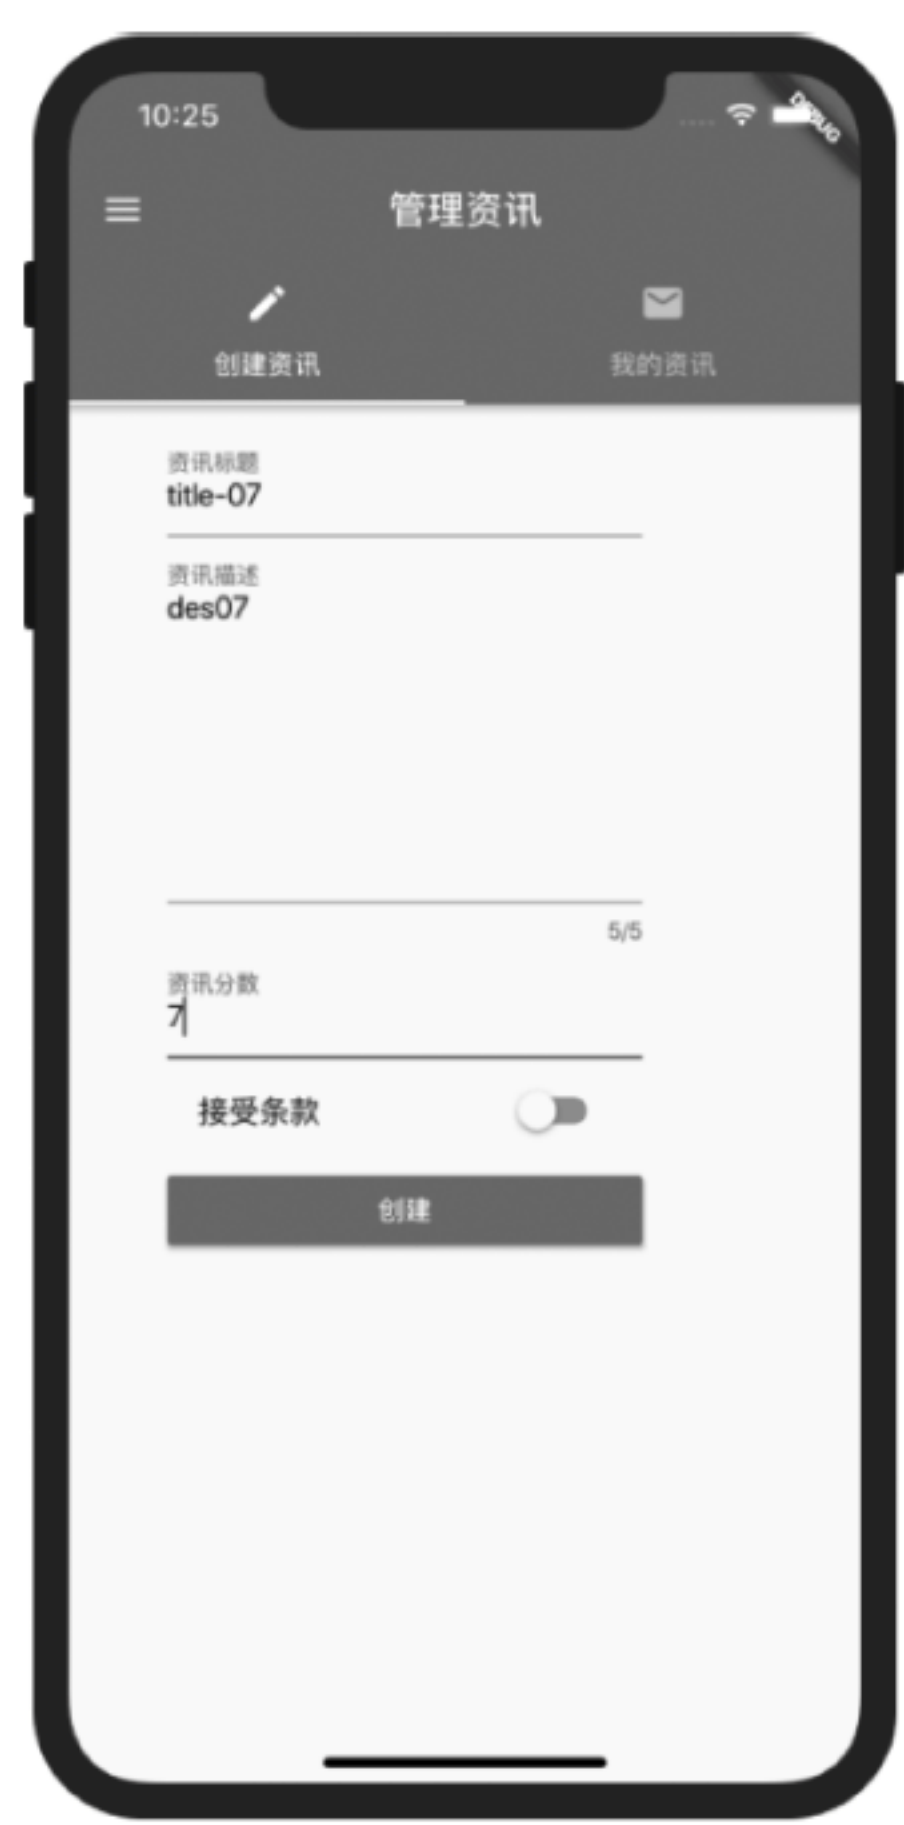 10:25
DEBUG
管理资讯
创建资讯
我的资讯
资讯标题
title-07
资讯描述
des07
5/5
资讯分数
7
接受条款
创建